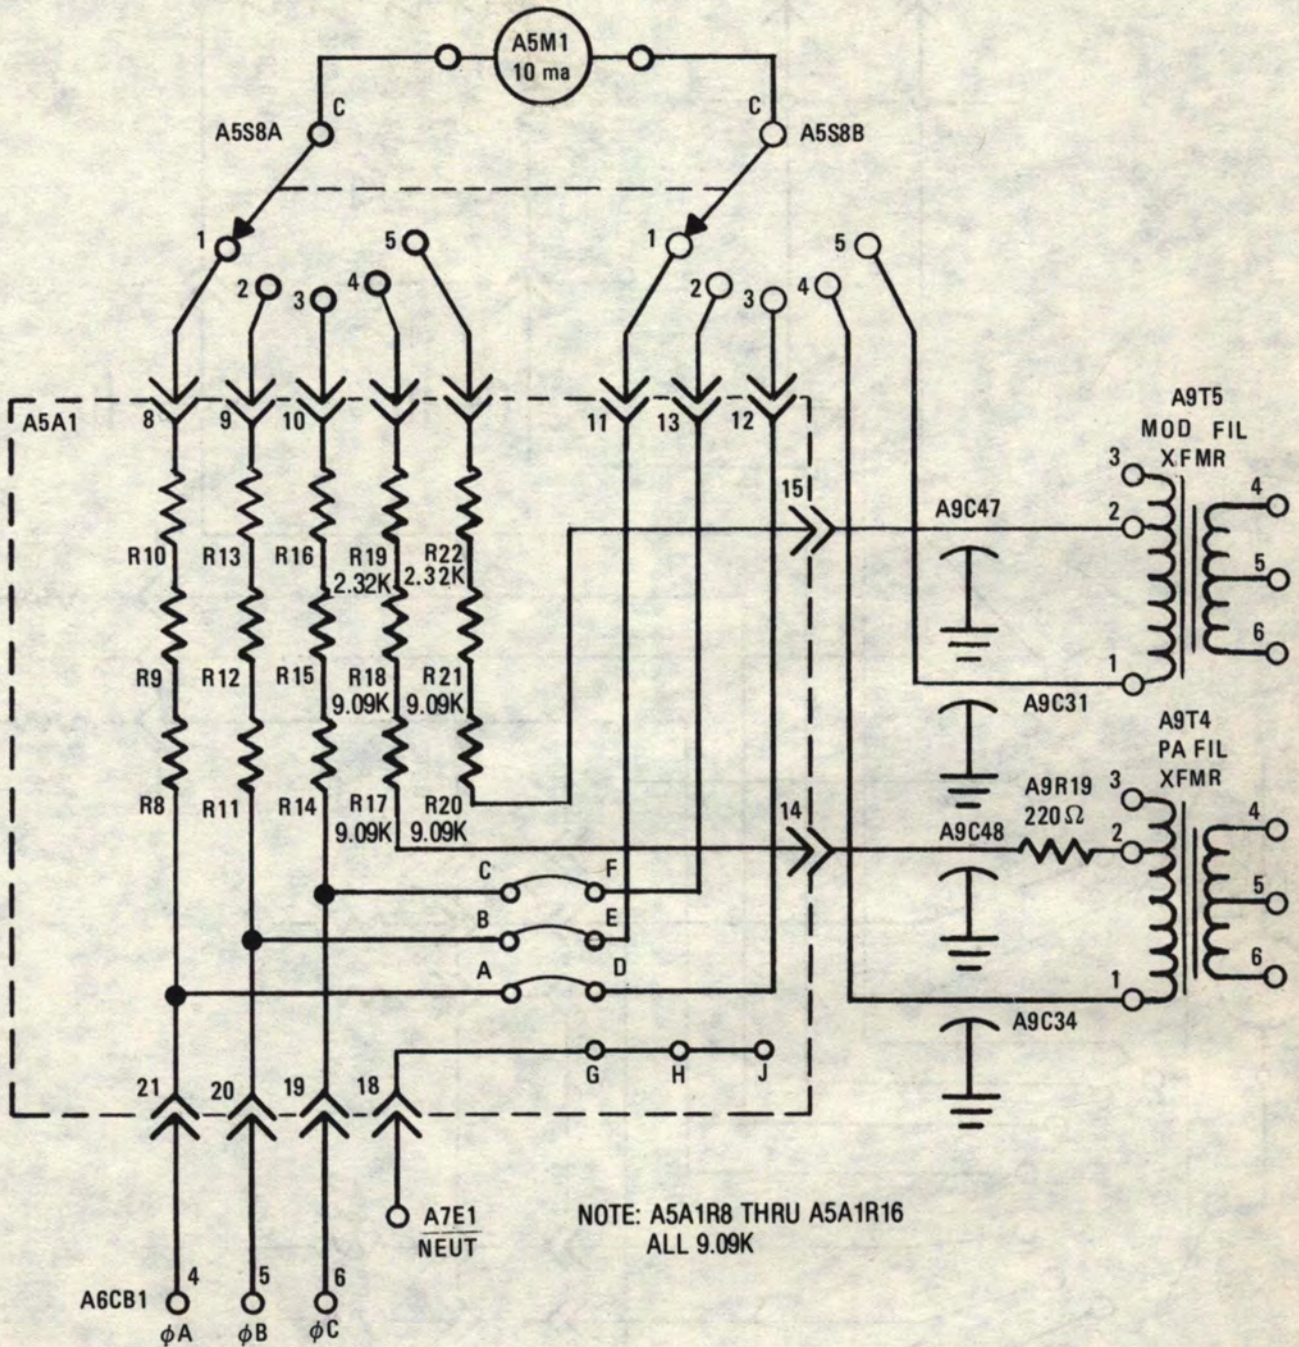 A5M1
10 ma
C
C
A5S8A
A5S8B
1
2
3
4
5
1
2
3
4
5
A5A1
8
9
10
11
13
12
A9T5
MOD FIL
XFMR
3
2
1
4
5
6
15
A9C47
R10
R13
R16
R19
2.32K
R22
2.32K
R9
R12
R15
R18
9.09K
R21
9.09K
A9C31
A9T4
PA FIL
XFMR
R8
R11
R14
R17
9.09K
R20
9.09K
14
A9C48
A9R19
220Ω
3
2
1
4
5
6
C
F
B
E
A
D
A9C34
G
H
J
21
20
19
18
A7E1
NEUT
NOTE: A5A1R8 THRU A5A1R16
ALL 9.09K
A6CB1
4
5
6
ϕA
ϕB
ϕC